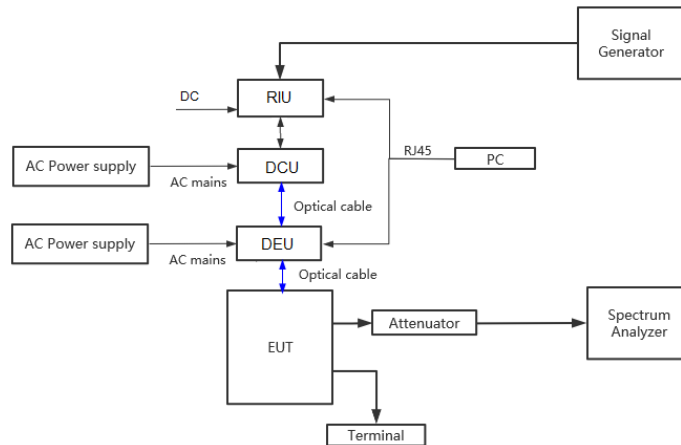 Signal
Generator
DC
RIU
AC Power supply
AC mains
DCU
RJ45
PC
Optical cable
AC Power supply
AC mains
DEU
Optical cable
EUT
Attenuator
Spectrum
Analyzer
Terminal